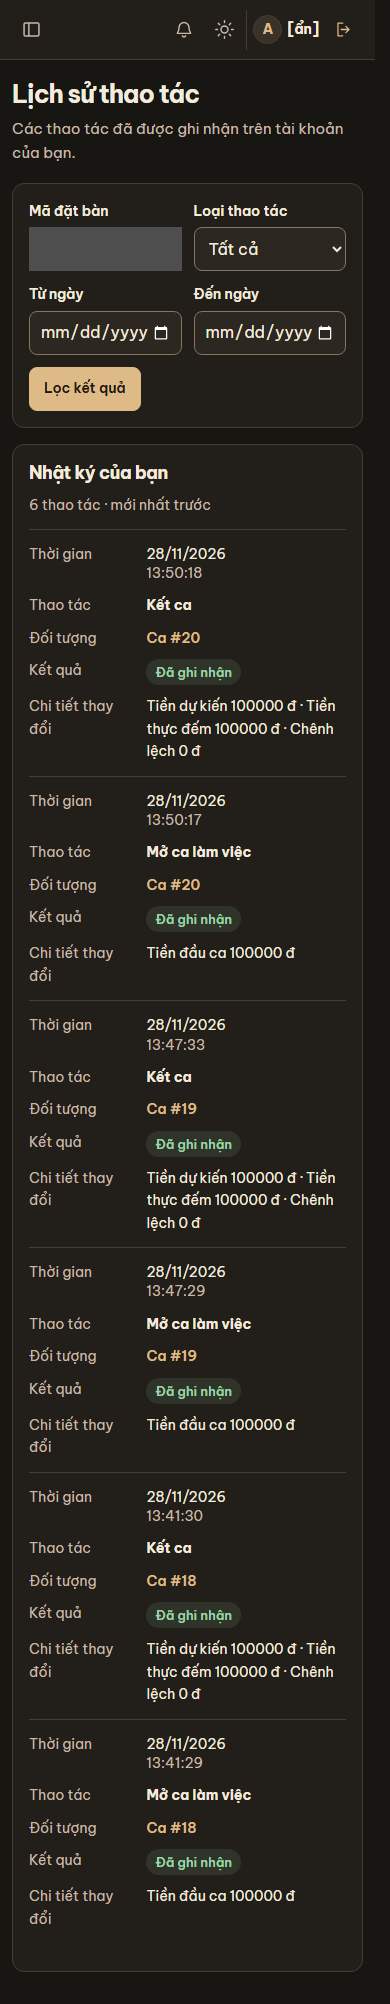 A [ẩn]
Lịch sử thao tác
Các thao tác đã được ghi nhận trên tài khoản
của bạn.
Mã đặt bàn
Loại thao tác
Tất cả
Từ ngày
Đến ngày
mm/dd/yyyy
mm/dd/yyyy
Lọc kết quả
Nhật ký của bạn
6 thao tác · mới nhất trước
Thời gian
28/11/2026
13:50:18
Thao tác
Kết ca
Đối tượng
Ca #20
Kết quả
Đã ghi nhận
Chi tiết thay
đổi
Tiền dự kiến 100000 đ · Tiền
thực đếm 100000 đ · Chênh
lệch 0 đ
Thời gian
28/11/2026
13:50:17
Thao tác
Mở ca làm việc
Đối tượng
Ca #20
Kết quả
Đã ghi nhận
Chi tiết thay
đổi
Tiền đầu ca 100000 đ
Thời gian
28/11/2026
13:47:33
Thao tác
Kết ca
Đối tượng
Ca #19
Kết quả
Đã ghi nhận
Chi tiết thay
đổi
Tiền dự kiến 100000 đ · Tiền
thực đếm 100000 đ · Chênh
lệch 0 đ
Thời gian
28/11/2026
13:47:29
Thao tác
Mở ca làm việc
Đối tượng
Ca #19
Kết quả
Đã ghi nhận
Chi tiết thay
đổi
Tiền đầu ca 100000 đ
Thời gian
28/11/2026
13:41:30
Thao tác
Kết ca
Đối tượng
Ca #18
Kết quả
Đã ghi nhận
Chi tiết thay
đổi
Tiền dự kiến 100000 đ · Tiền
thực đếm 100000 đ · Chênh
lệch 0 đ
Thời gian
28/11/2026
13:41:29
Thao tác
Mở ca làm việc
Đối tượng
Ca #18
Kết quả
Đã ghi nhận
Chi tiết thay
đổi
Tiền đầu ca 100000 đ